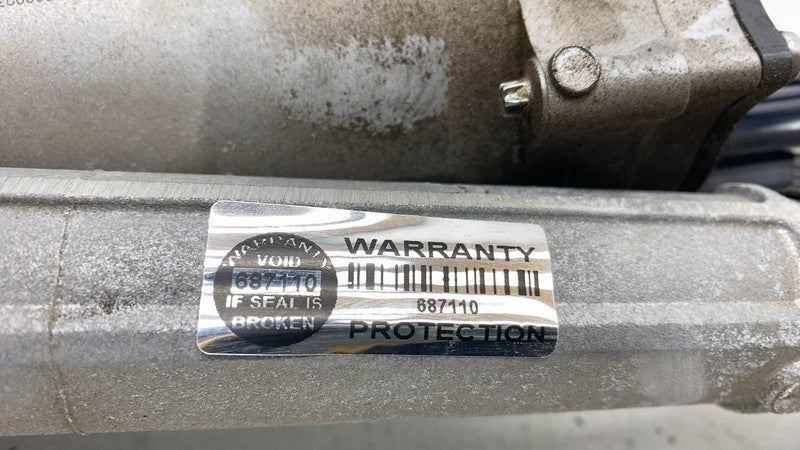 WARRANTY
VOID
687110
IF SEAL IS
BROKEN
WARRANTY
687110
PROTECTION